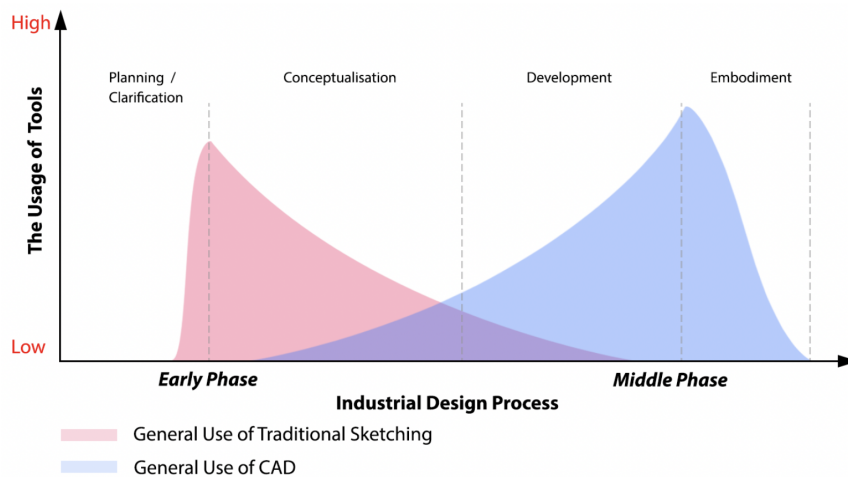 High
Planning /
Clarification
Conceptualisation
Development
Embodiment
The Usage of Tools
Low
Early Phase
Middle Phase
Industrial Design Process
General Use of Traditional Sketching
General Use of CAD